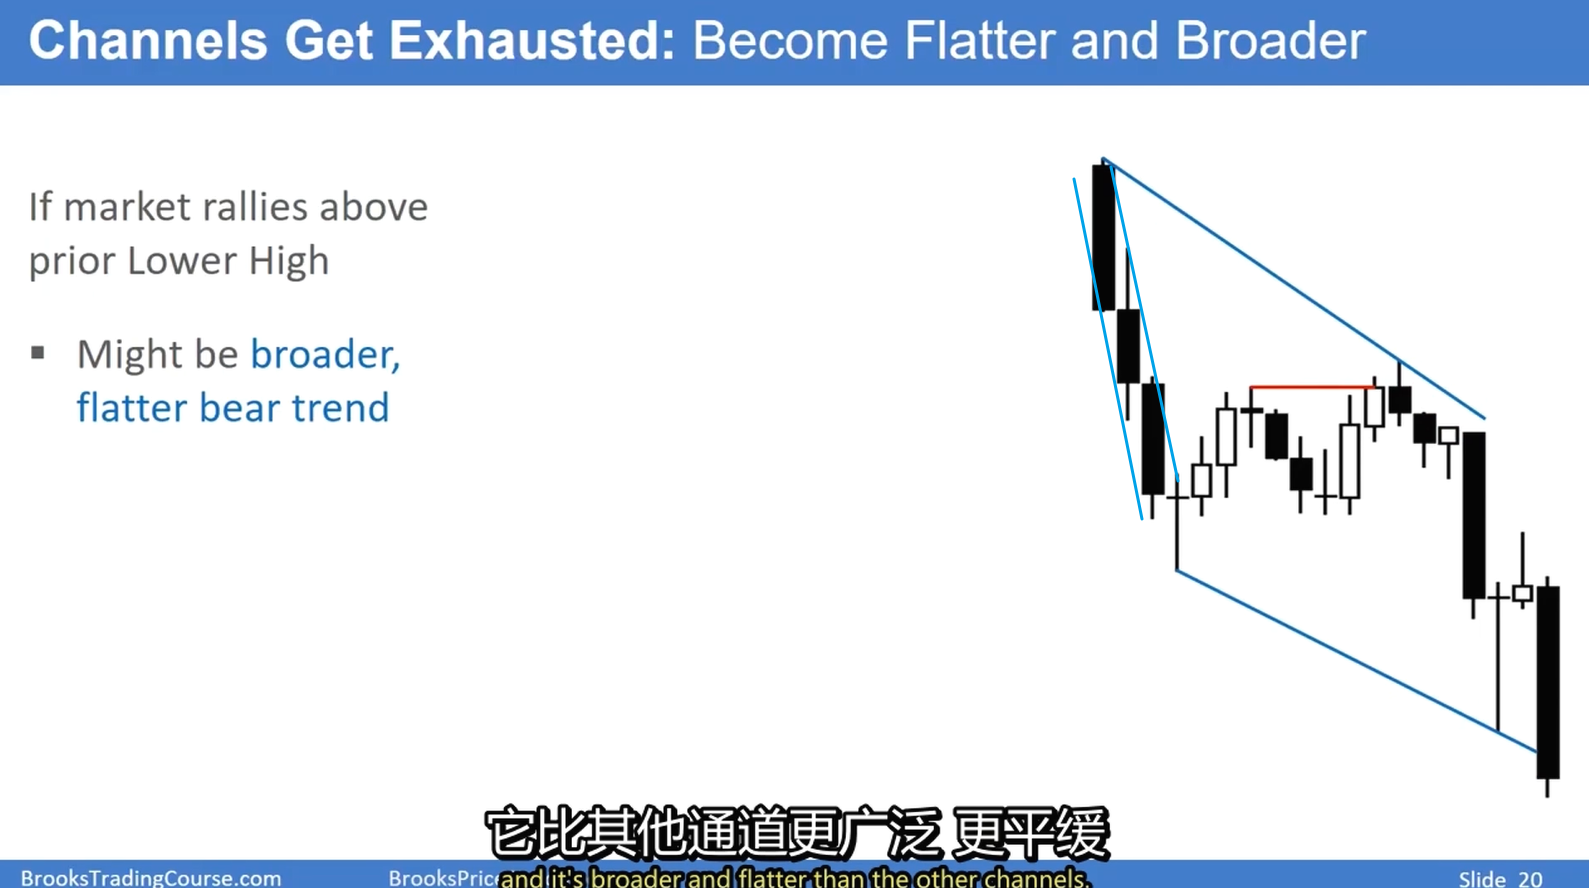 Channels Get Exhausted: Become Flatter and Broader
If market rallies above
prior Lower High
▪ Might be broader,
flatter bear trend
它比其他通道更广泛 更平缓
and it's broader and flatter than the other channels.
BrooksTradingCourse.com
BrooksPric
Slide 20